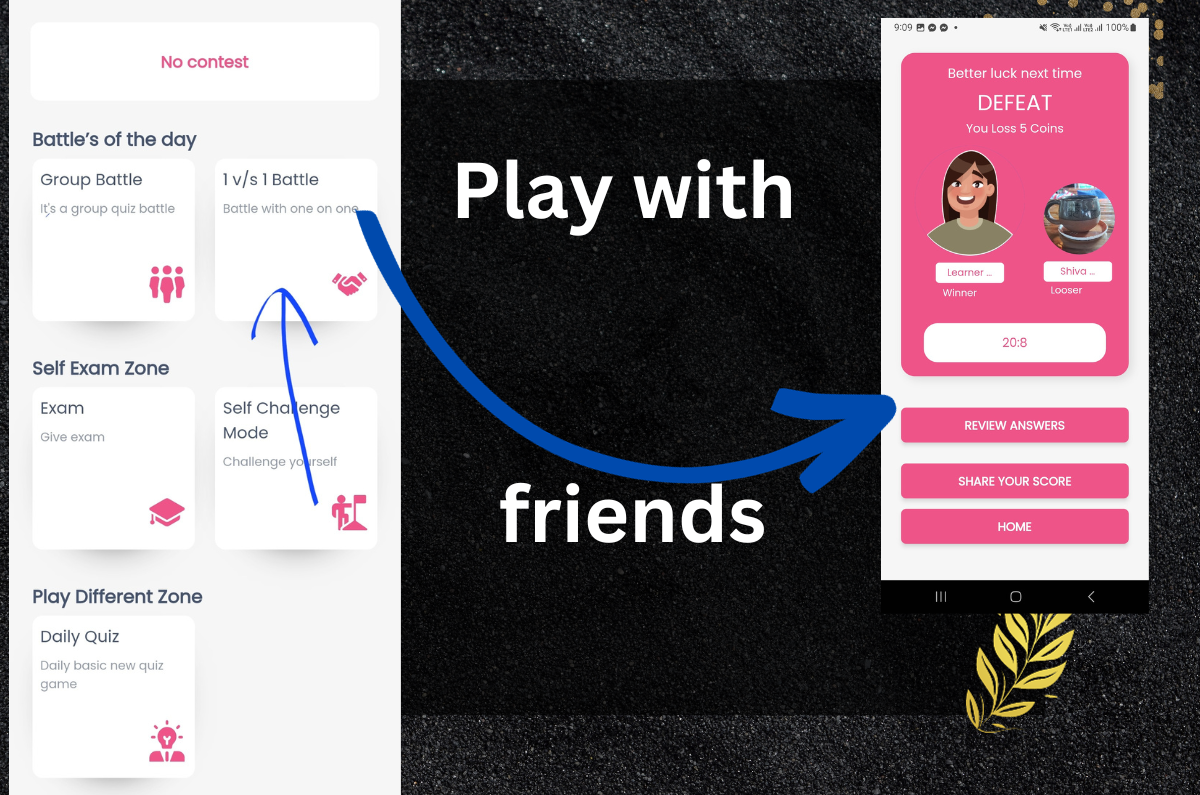 No contest
Battle's of the day
Group Battle
It's a group quiz battle
1 v/s 1 Battle
Battle with one on one
Self Exam Zone
Exam
Give exam
Self Challenge
Mode
Challenge yourself
Play Different Zone
Daily Quiz
Daily basic new quiz
game
Play with
friends
9:09
100%
Better luck next time
DEFEAT
You Loss 5 Coins
Learner ...
Winner
Shiva ...
Looser
20:8
REVIEW ANSWERS
SHARE YOUR SCORE
HOME